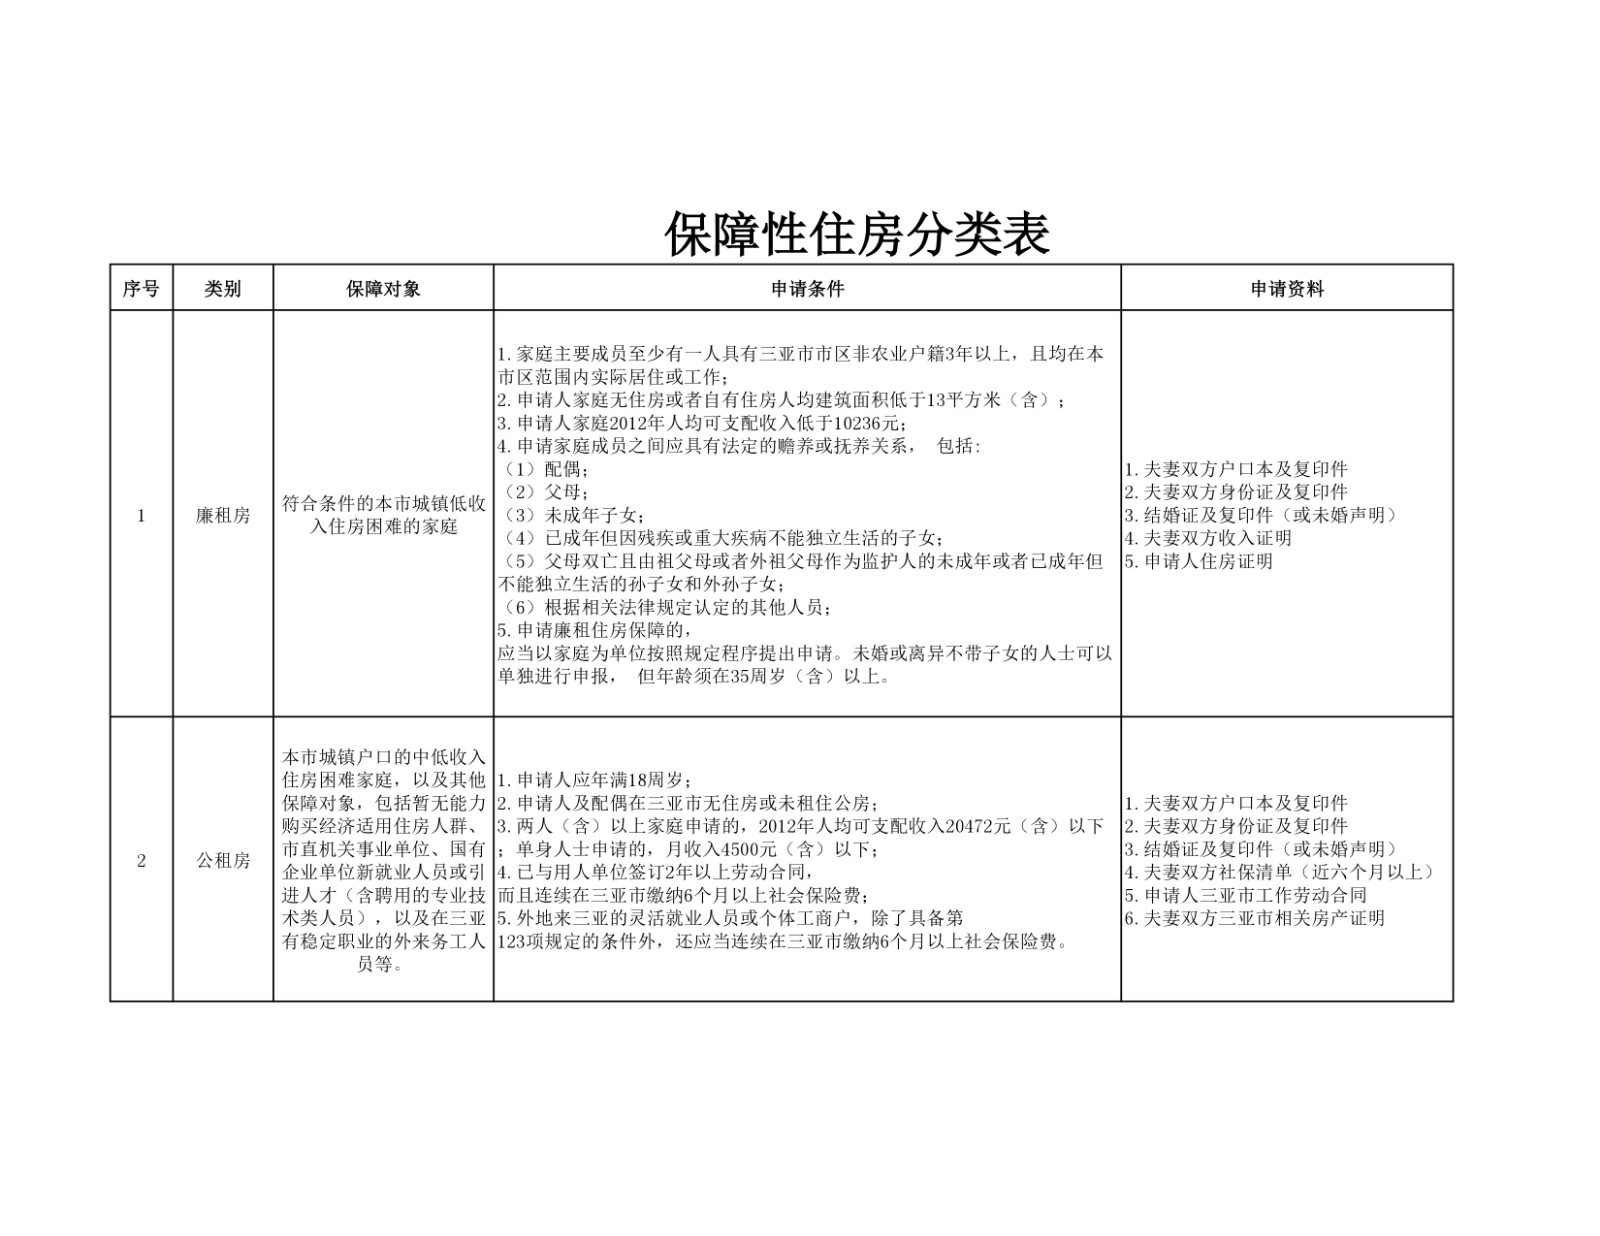 保障性住房分类表
序号 类别 保障对象 申请条件 申请资料
1
廉租房
符合条件的本市城镇低收
入住房困难的家庭
1.家庭主要成员至少有一人具有三亚市市区非农业户籍3年以上，且均在本
市区范围内实际居住或工作；
2.申请人家庭无住房或者自有住房人均建筑面积低于13平方米（含）；
3.申请人家庭2012年人均可支配收入低于10236元；
4.申请家庭成员之间应具有法定的赡养或抚养关系， 包括：
（1）配偶；
（2）父母；
（3）未成年子女；
（4）已成年但因残疾或重大疾病不能独立生活的子女；
（5）父母双亡且由祖父母或者外祖父母作为监护人的未成年或者已成年但
不能独立生活的孙子女和外孙子女；
（6）根据相关法律规定认定的其他人员；
5.申请廉租住房保障的，
应当以家庭为单位按照规定程序提出申请。未婚或离异不带子女的人士可以
单独进行申报， 但年龄须在35周岁（含）以上。
1.夫妻双方户口本及复印件
2.夫妻双方身份证及复印件
3.结婚证及复印件（或未婚声明）
4.夫妻双方收入证明
5.申请人住房证明
2
公租房
本市城镇户口的中低收入
住房困难家庭，以及其他
保障对象，包括暂无能力
购买经济适用住房人群、
市直机关事业单位、国有
企业单位新就业人员或引
进人才（含聘用的专业技
术类人员），以及在三亚
有稳定职业的外来务工人
员等。
1.申请人应年满18周岁；
2.申请人及配偶在三亚市无住房或未租住公房；
3.两人（含）以上家庭申请的，2012年人均可支配收入20472元（含）以下
；单身人士申请的，月收入4500元（含）以下；
4.已与用人单位签订2年以上劳动合同，
而且连续在三亚市缴纳6个月以上社会保险费；
5.外地来三亚的灵活就业人员或个体工商户，除了具备第
123项规定的条件外，还应当连续在三亚市缴纳6个月以上社会保险费。
1.夫妻双方户口本及复印件
2.夫妻双方身份证及复印件
3.结婚证及复印件（或未婚声明）
4.夫妻双方社保清单（近六个月以上）
5.申请人三亚市工作劳动合同
6.夫妻双方三亚市相关房产证明